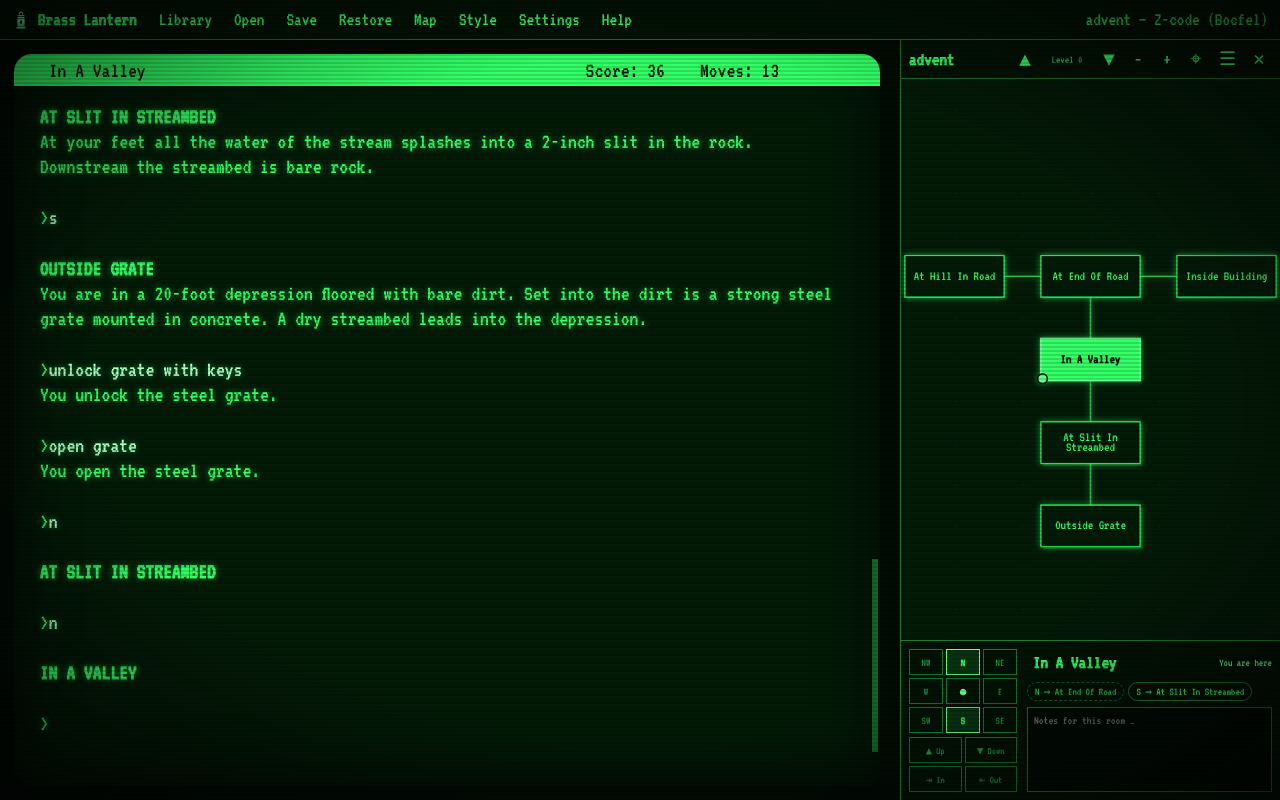 Brass Lantern Library Open Save Restore Map Style Settings Help advent — Z-code (Bocfel)
In A Valley Score: 36 Moves: 13
AT SLIT IN STREAMBED
At your feet all the water of the stream splashes into a 2-inch slit in the rock.
Downstream the streambed is bare rock.
>s
OUTSIDE GRATE
You are in a 20-foot depression floored with bare dirt. Set into the dirt is a strong steel
grate mounted in concrete. A dry streambed leads into the depression.
>unlock grate with keys
You unlock the steel grate.
>open grate
You open the steel grate.
>n
AT SLIT IN STREAMBED
>n
IN A VALLEY
>
advent ▲ Level 0 ▼ - + ⌖ ☰ ×
At Hill In Road At End Of Road Inside Building
In A Valley
At Slit In
Streambed
Outside Grate
NW N NE
W ☻ E
SW S SE
▲ Up ▼ Down
⇥ In ⇤ Out
In A Valley You are here
N → At End Of Road S → At Slit In Streambed
Notes for this room …